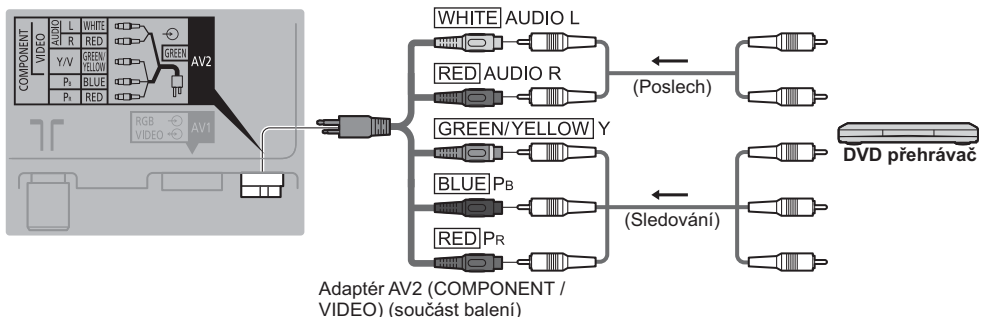 COMPONENT
VIDEO
AUDIO
L WHITE
R RED
Y/V GREEN/YELLOW
PB BLUE
PR RED
GREEN
AV2
RGB
VIDEO
AV1
WHITE AUDIO L
RED AUDIO R
(Poslech)
GREEN/YELLOW Y
BLUE PB
(Sledování)
RED PR
DVD přehrávač
Adaptér AV2 (COMPONENT /
VIDEO) (součást balení)